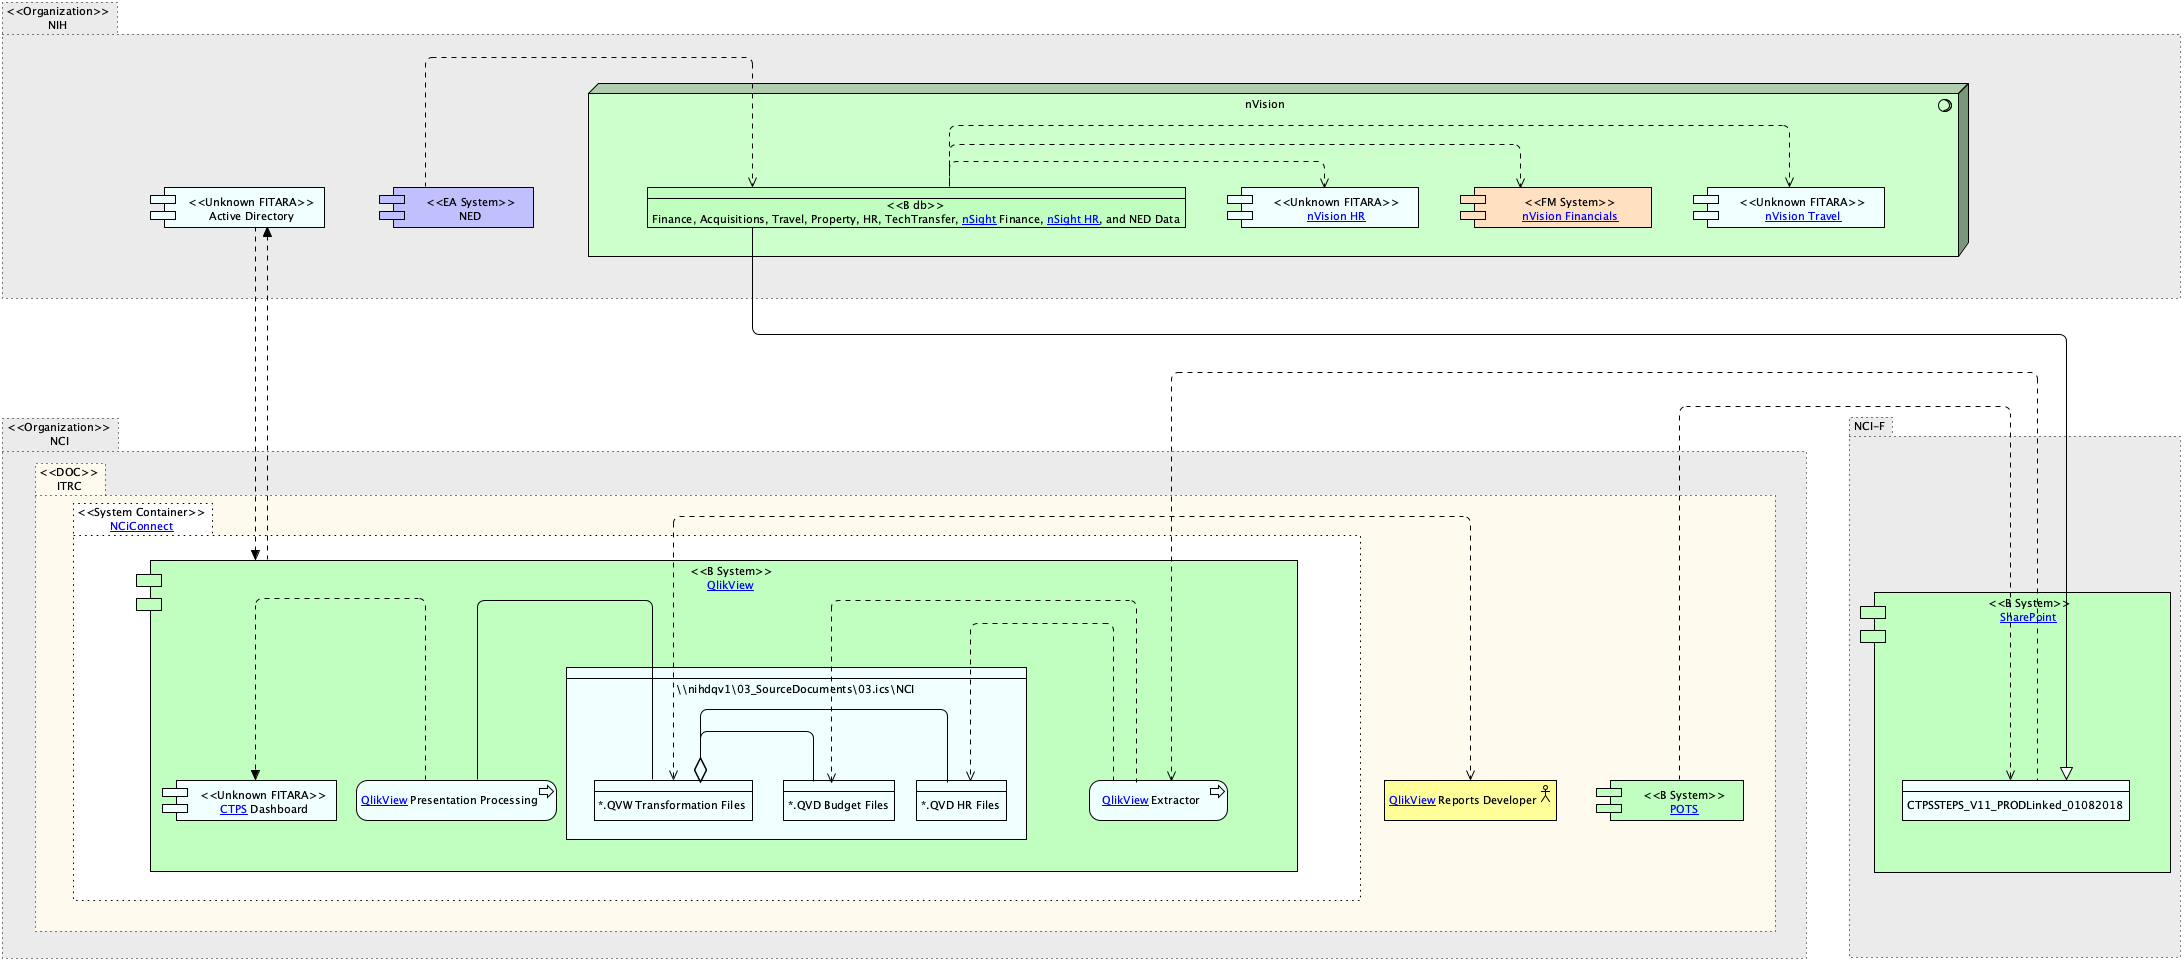 <<Organization>>
NIH
nVision
<<Unknown FITARA>>
Active Directory
<<EA System>>
NED
<<B db>>
Finance, Acquisitions, Travel, Property, HR, TechTransfer, nSight Finance, nSight HR, and NED Data
<<Unknown FITARA>>
nVision HR
<<FM System>>
nVision Financials
<<Unknown FITARA>>
nVision Travel
<<Organization>>
NCI
NCI-F
<<DOC>>
ITRC
<<System Container>>
NCiConnect
<<B System>>
QlikView
<<B System>>
SharePoint
\\nihdqv1\03_SourceDocuments\03.ics\NCI
<<Unknown FITARA>>
CTPS Dashboard
QlikView Presentation Processing
*.QVW Transformation Files
*.QVD Budget Files
*.QVD HR Files
QlikView Extractor
QlikView Reports Developer
<<B System>>
POTS
CTPSSTEPS_V11_PRODLinked_01082018